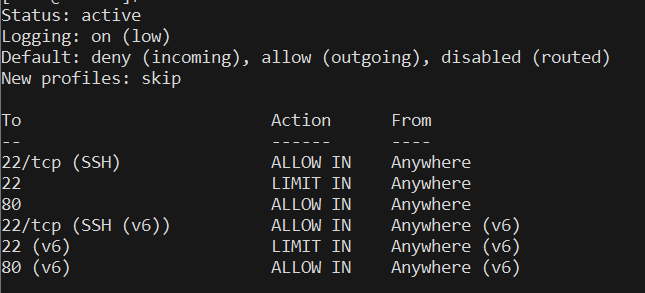 Status: active
Logging: on (low)
Default: deny (incoming), allow (outgoing), disabled (routed)
New profiles: skip
To Action From
-- ------ ----
22/tcp (SSH) ALLOW IN Anywhere
22 LIMIT IN Anywhere
80 ALLOW IN Anywhere
22/tcp (SSH (v6)) ALLOW IN Anywhere (v6)
22 (v6) LIMIT IN Anywhere (v6)
80 (v6) ALLOW IN Anywhere (v6)